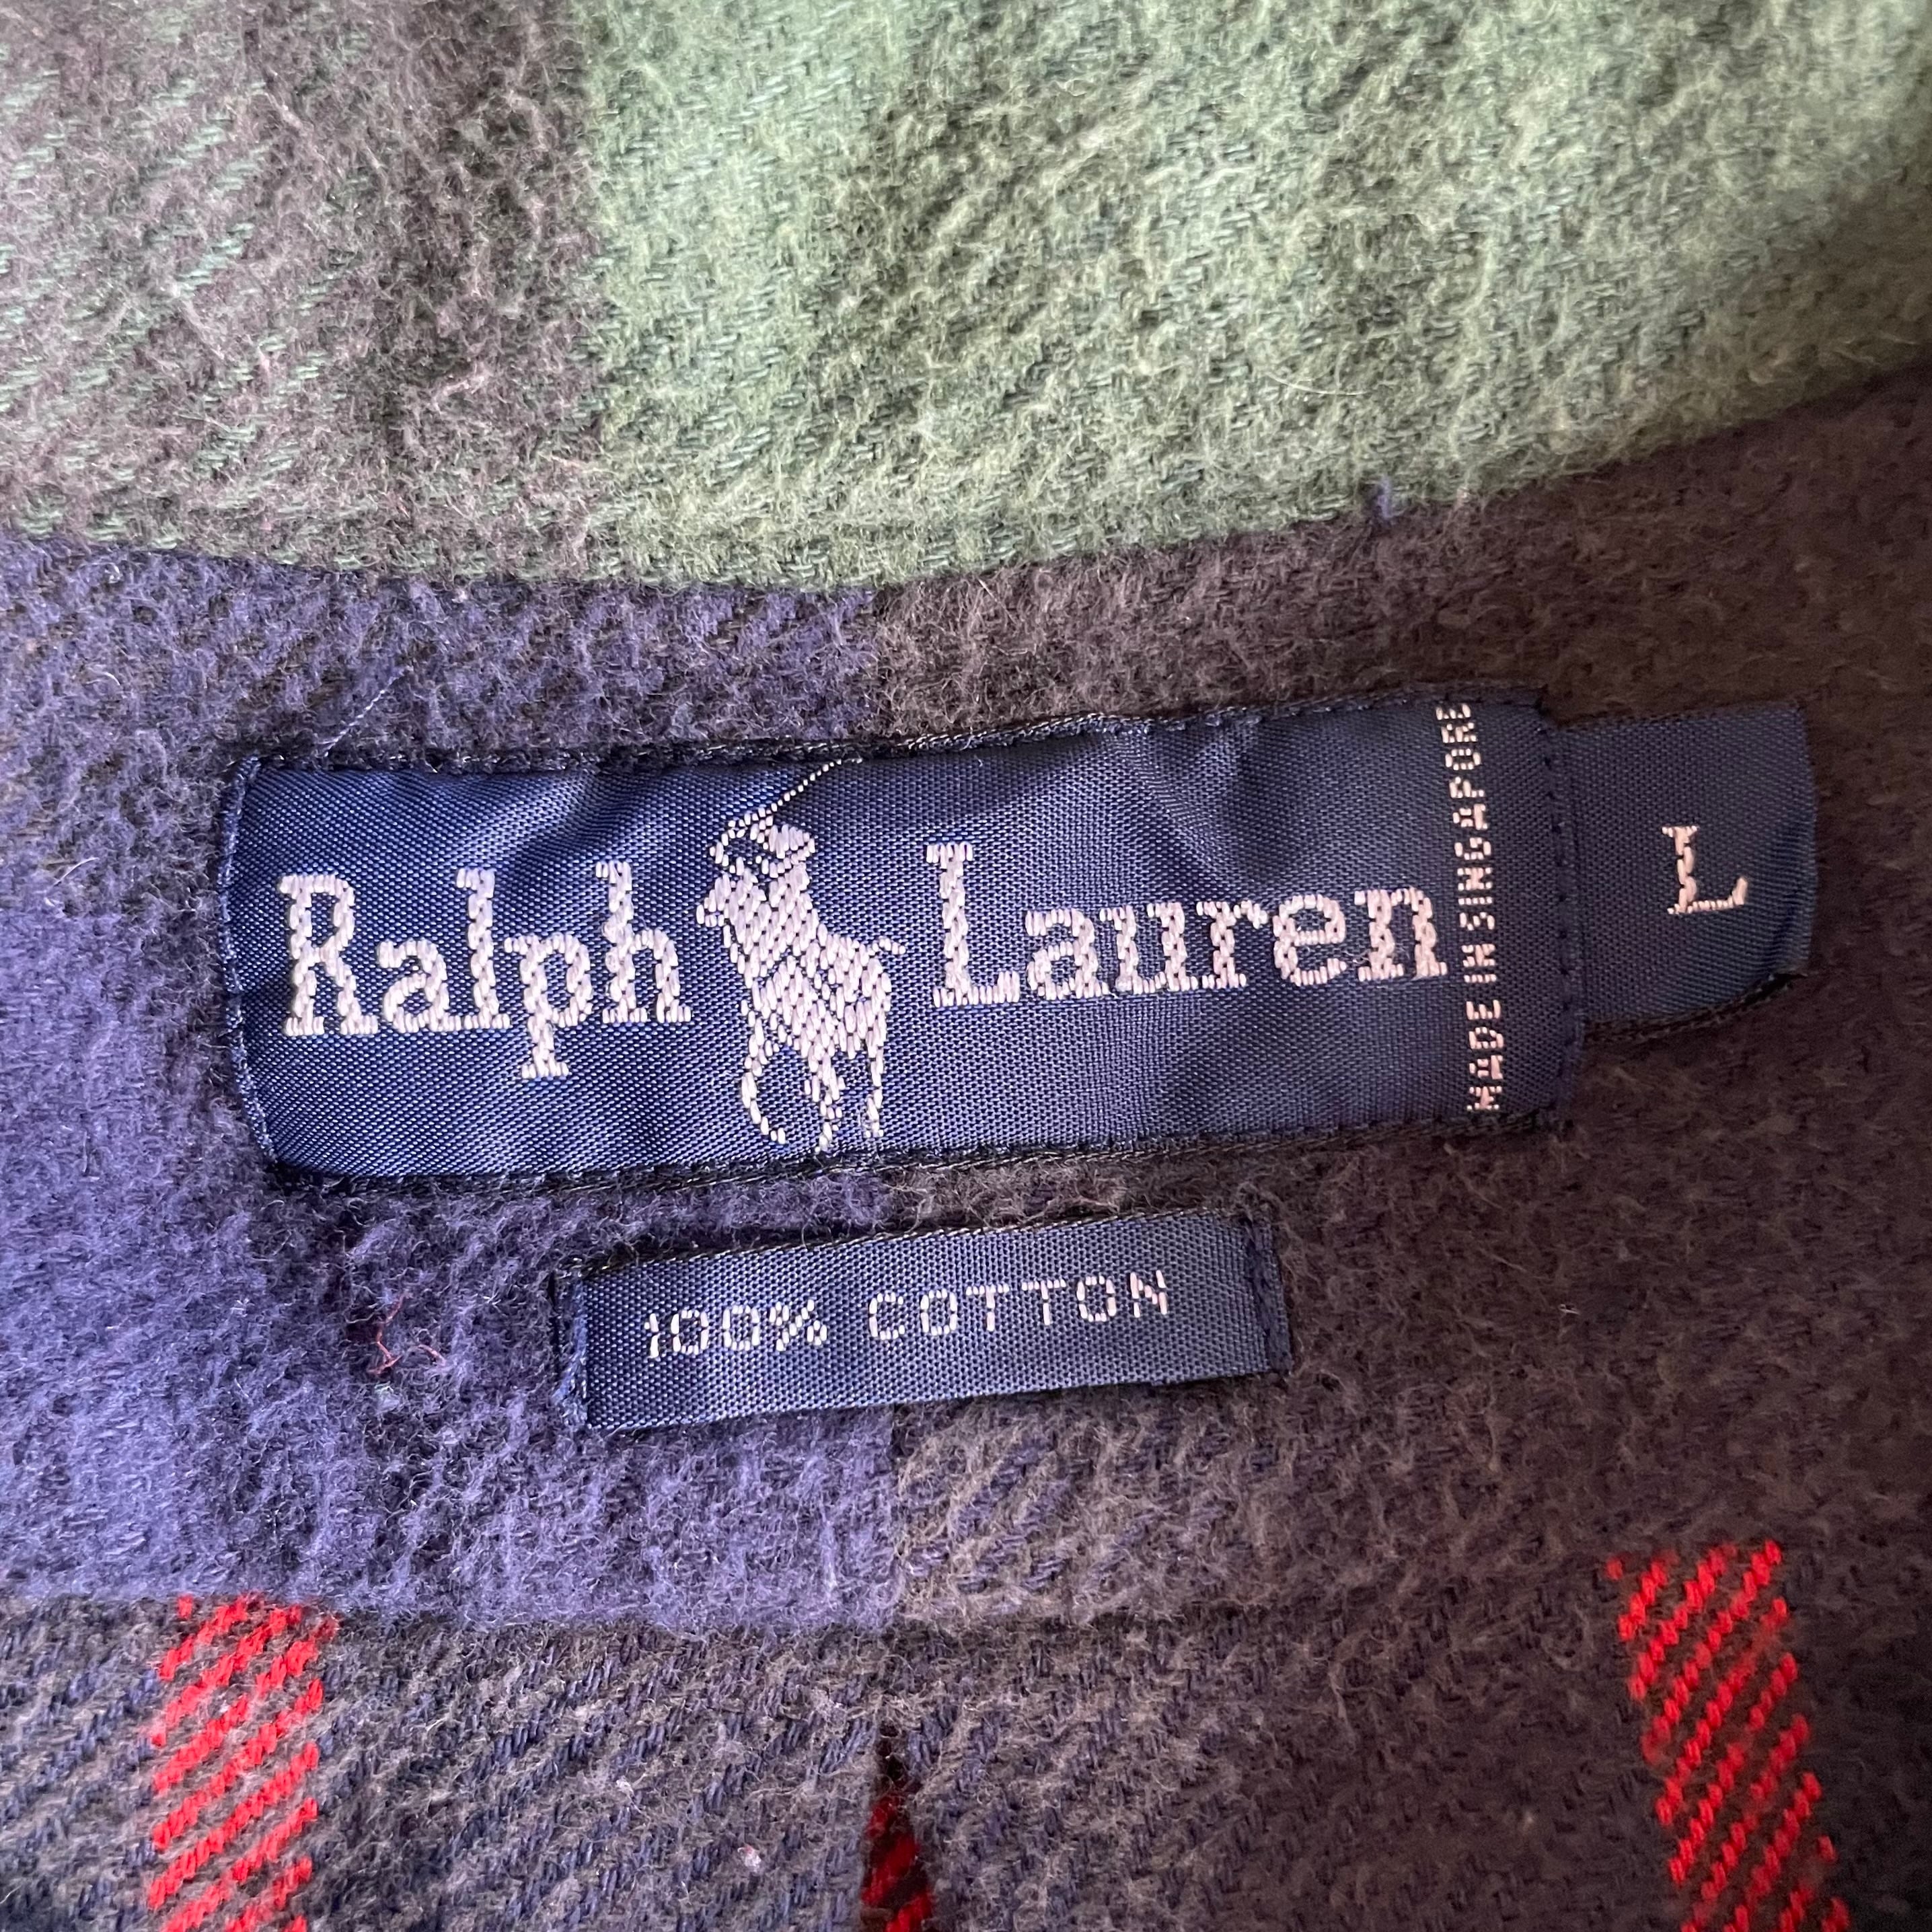 Ralph Lauren
MADE IN SINGAPORE
L
100% COTTON